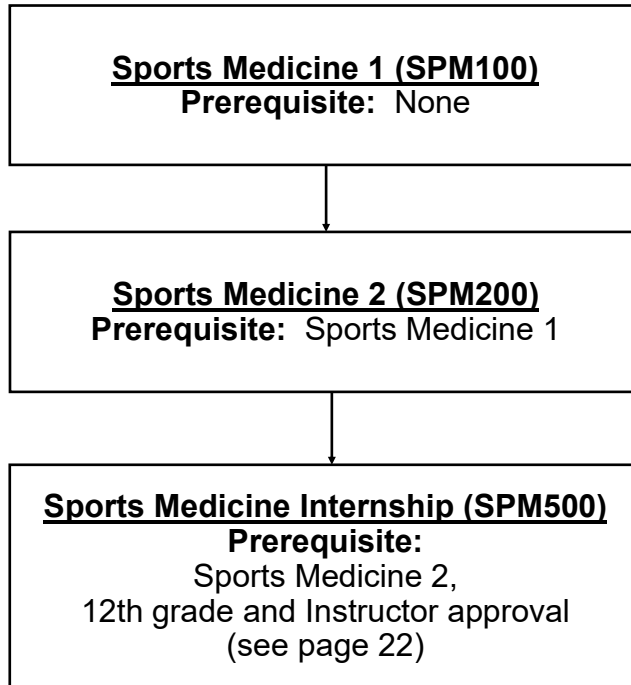 Sports Medicine 1 (SPM100)
Prerequisite: None
Sports Medicine 2 (SPM200)
Prerequisite: Sports Medicine 1
Sports Medicine Internship (SPM500)
Prerequisite:
Sports Medicine 2,
12th grade and Instructor approval
(see page 22)